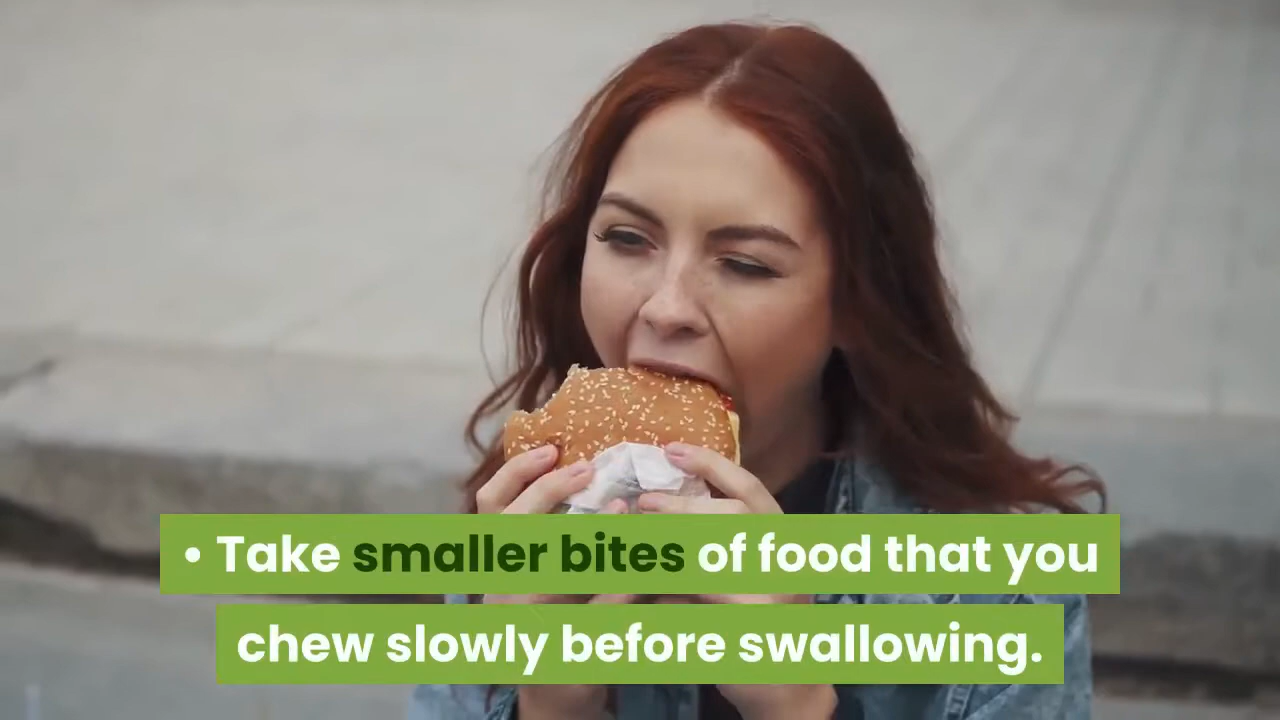 • Take smaller bites of food that you
chew slowly before swallowing.